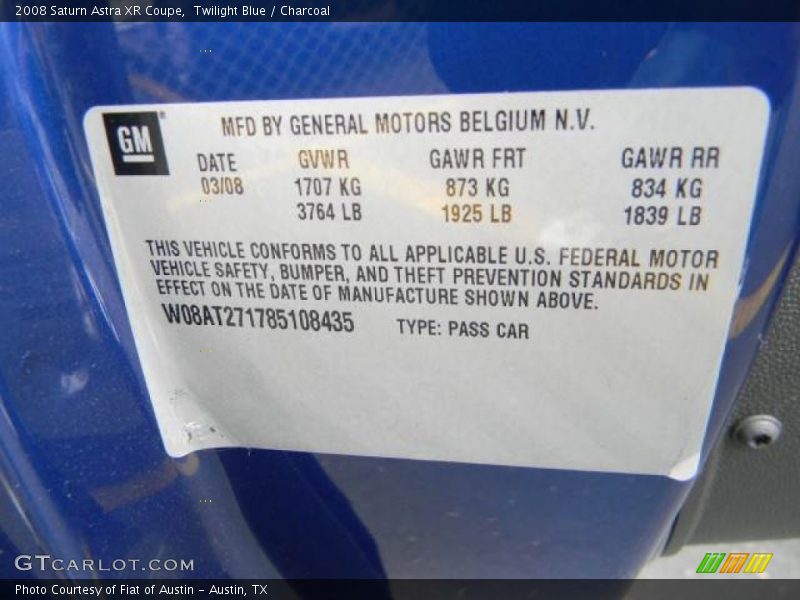 2008 Saturn Astra XR Coupe,  Twilight Blue / Charcoal
GM
MFD BY GENERAL MOTORS BELGIUM N.V.
DATE GVWR GAWR FRT GAWR RR
03/08 1707 KG 873 KG 834 KG
3764 LB 1925 LB 1839 LB
THIS VEHICLE CONFORMS TO ALL APPLICABLE U.S. FEDERAL MOTOR
VEHICLE SAFETY, BUMPER, AND THEFT PREVENTION STANDARDS IN
EFFECT ON THE DATE OF MANUFACTURE SHOWN ABOVE.
W08AT271785108435 TYPE: PASS CAR
GTCARLOT.COM
Photo Courtesy of Fiat of Austin - Austin, TX